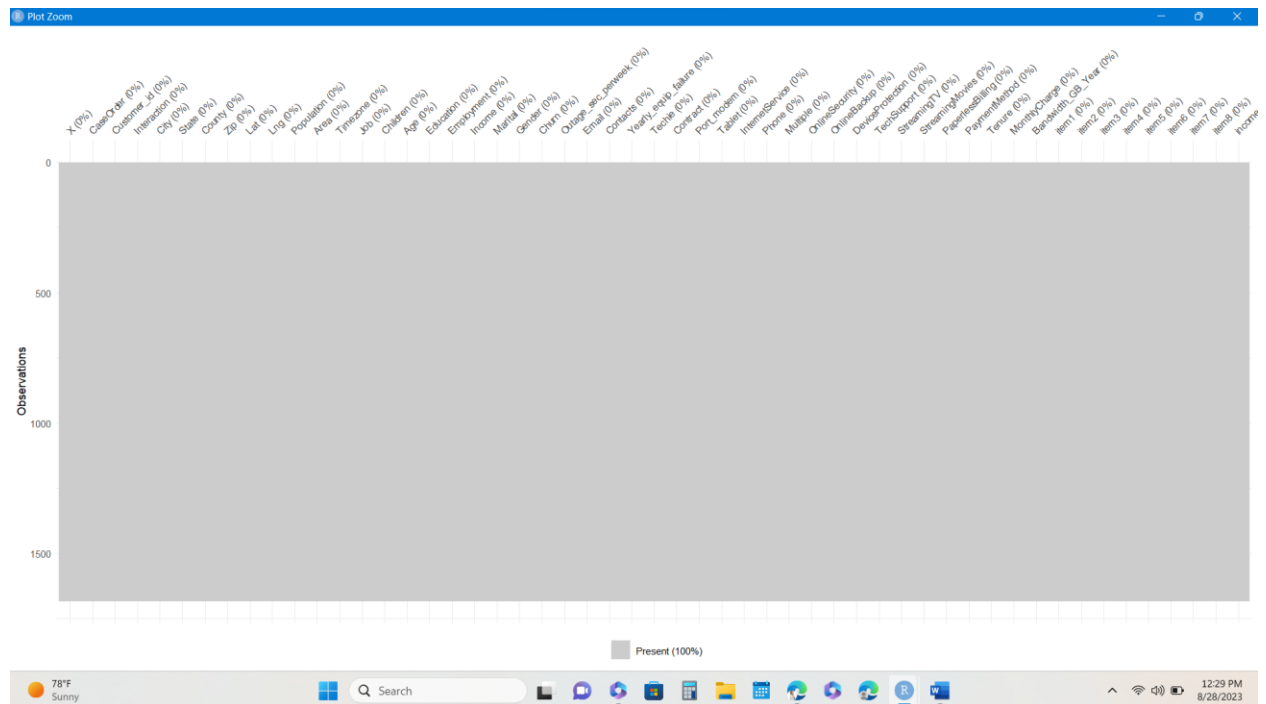 Plot Zoom
X (0%)
CaseOrder (0%)
Customer_id (0%)
Interaction (0%)
City (0%)
State (0%)
County (0%)
Zip (0%)
Lat (0%)
Lng (0%)
Population (0%)
Area (0%)
Timezone (0%)
Job (0%)
Children (0%)
Age (0%)
Education (0%)
Employment (0%)
Income (0%)
Marital (0%)
Gender (0%)
Churn (0%)
Outage_sec_perweek (0%)
Email (0%)
Contacts (0%)
Yearly_equip_failure (0%)
Techie (0%)
Contract (0%)
Port_modem (0%)
Tablet (0%)
InternetService (0%)
Phone (0%)
Multiple (0%)
OnlineSecurity (0%)
OnlineBackup (0%)
DeviceProtection (0%)
TechSupport (0%)
StreamingTV (0%)
StreamingMovies (0%)
PaperlessBilling (0%)
PaymentMethod (0%)
Tenure (0%)
MonthlyCharge (0%)
Bandwidth_GB_Year (0%)
item1 (0%)
item2 (0%)
item3 (0%)
item4 (0%)
item5 (0%)
item6 (0%)
item7 (0%)
item8 (0%)
Income
0
500
1000
1500
Observations
Present (100%)
78°F
Sunny
Search
12:29 PM
8/28/2023